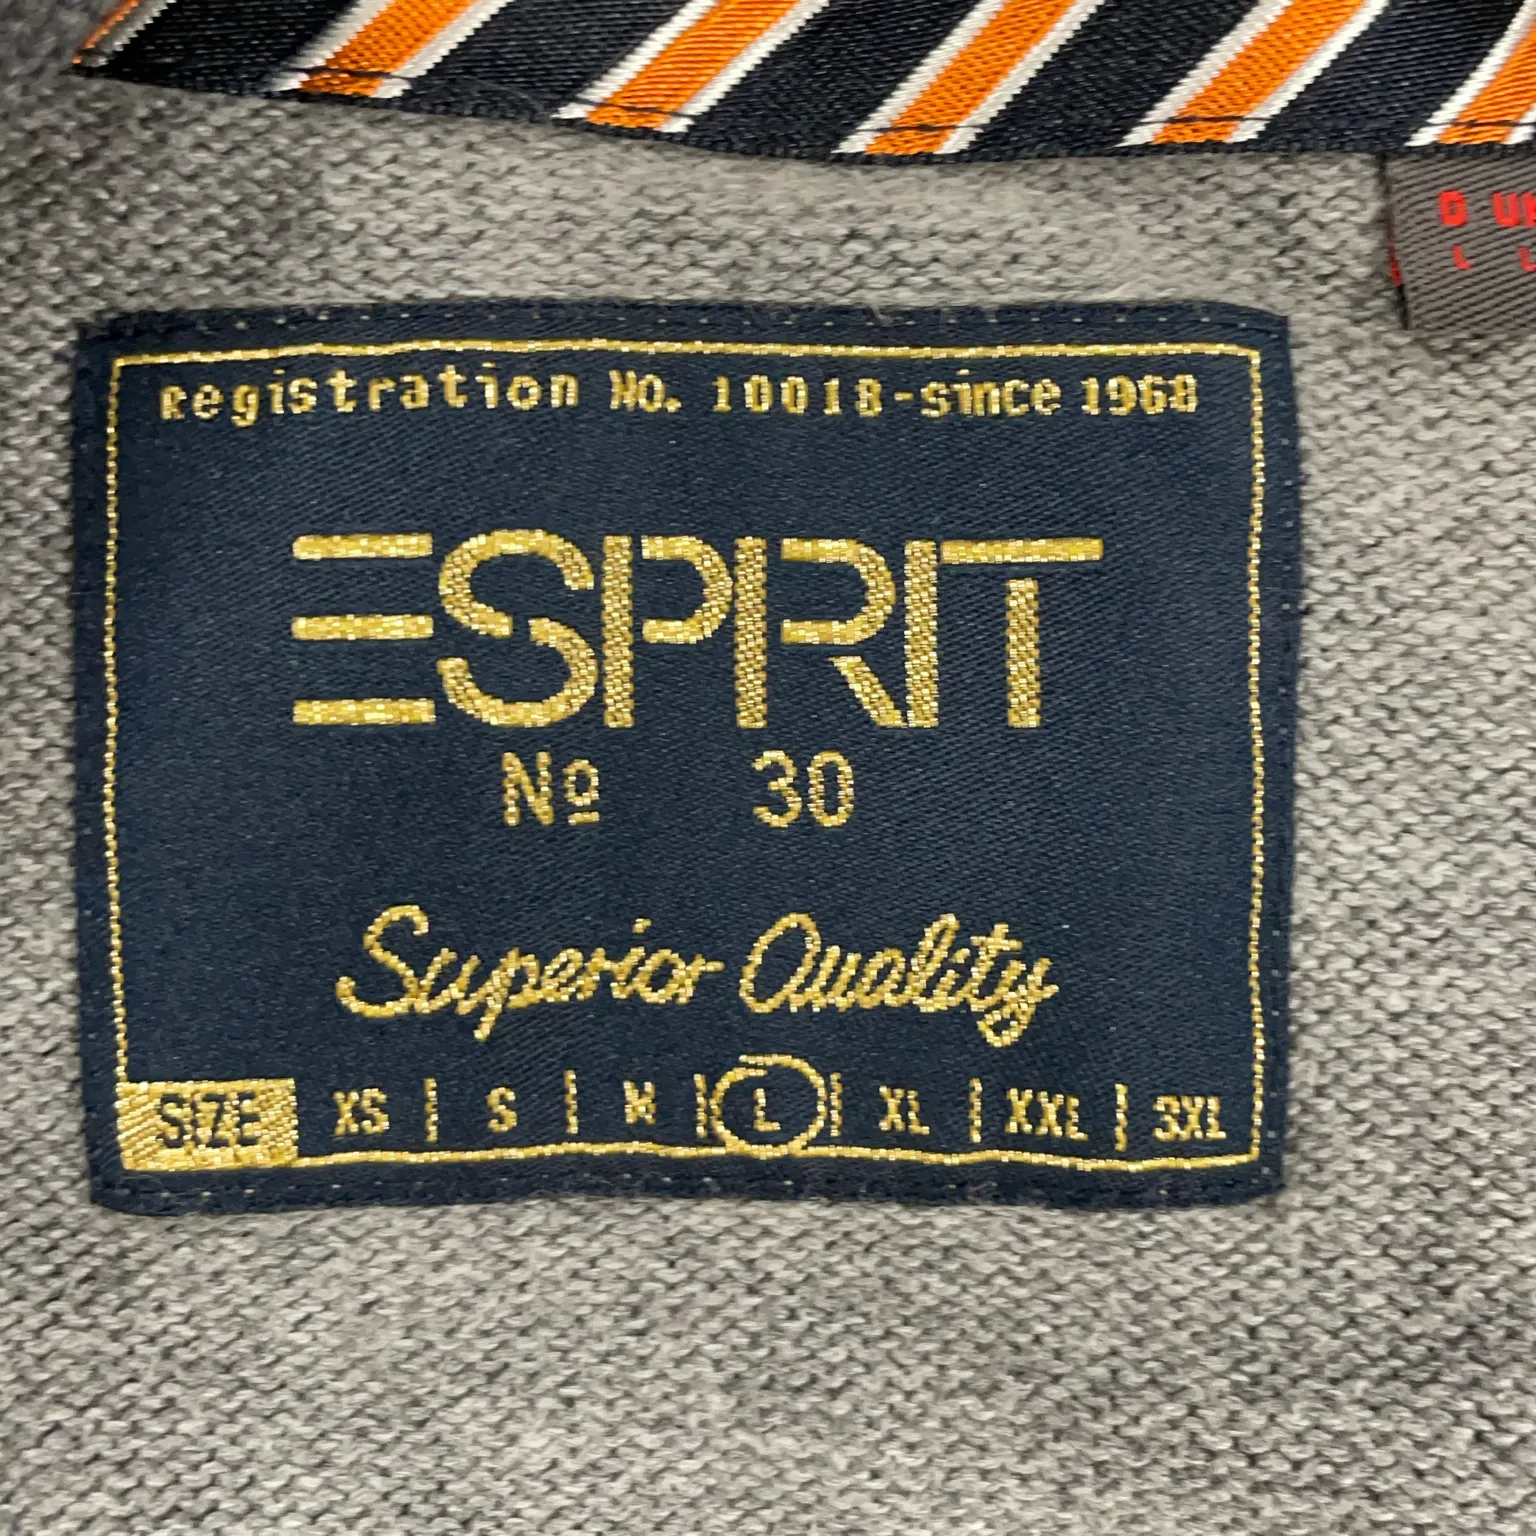 D
L
Registration No. 10018-since 1968
ESPRIT
Nº 30
Superior Quality
SIZE XS | S | M | L | XL | XXL | 3XL